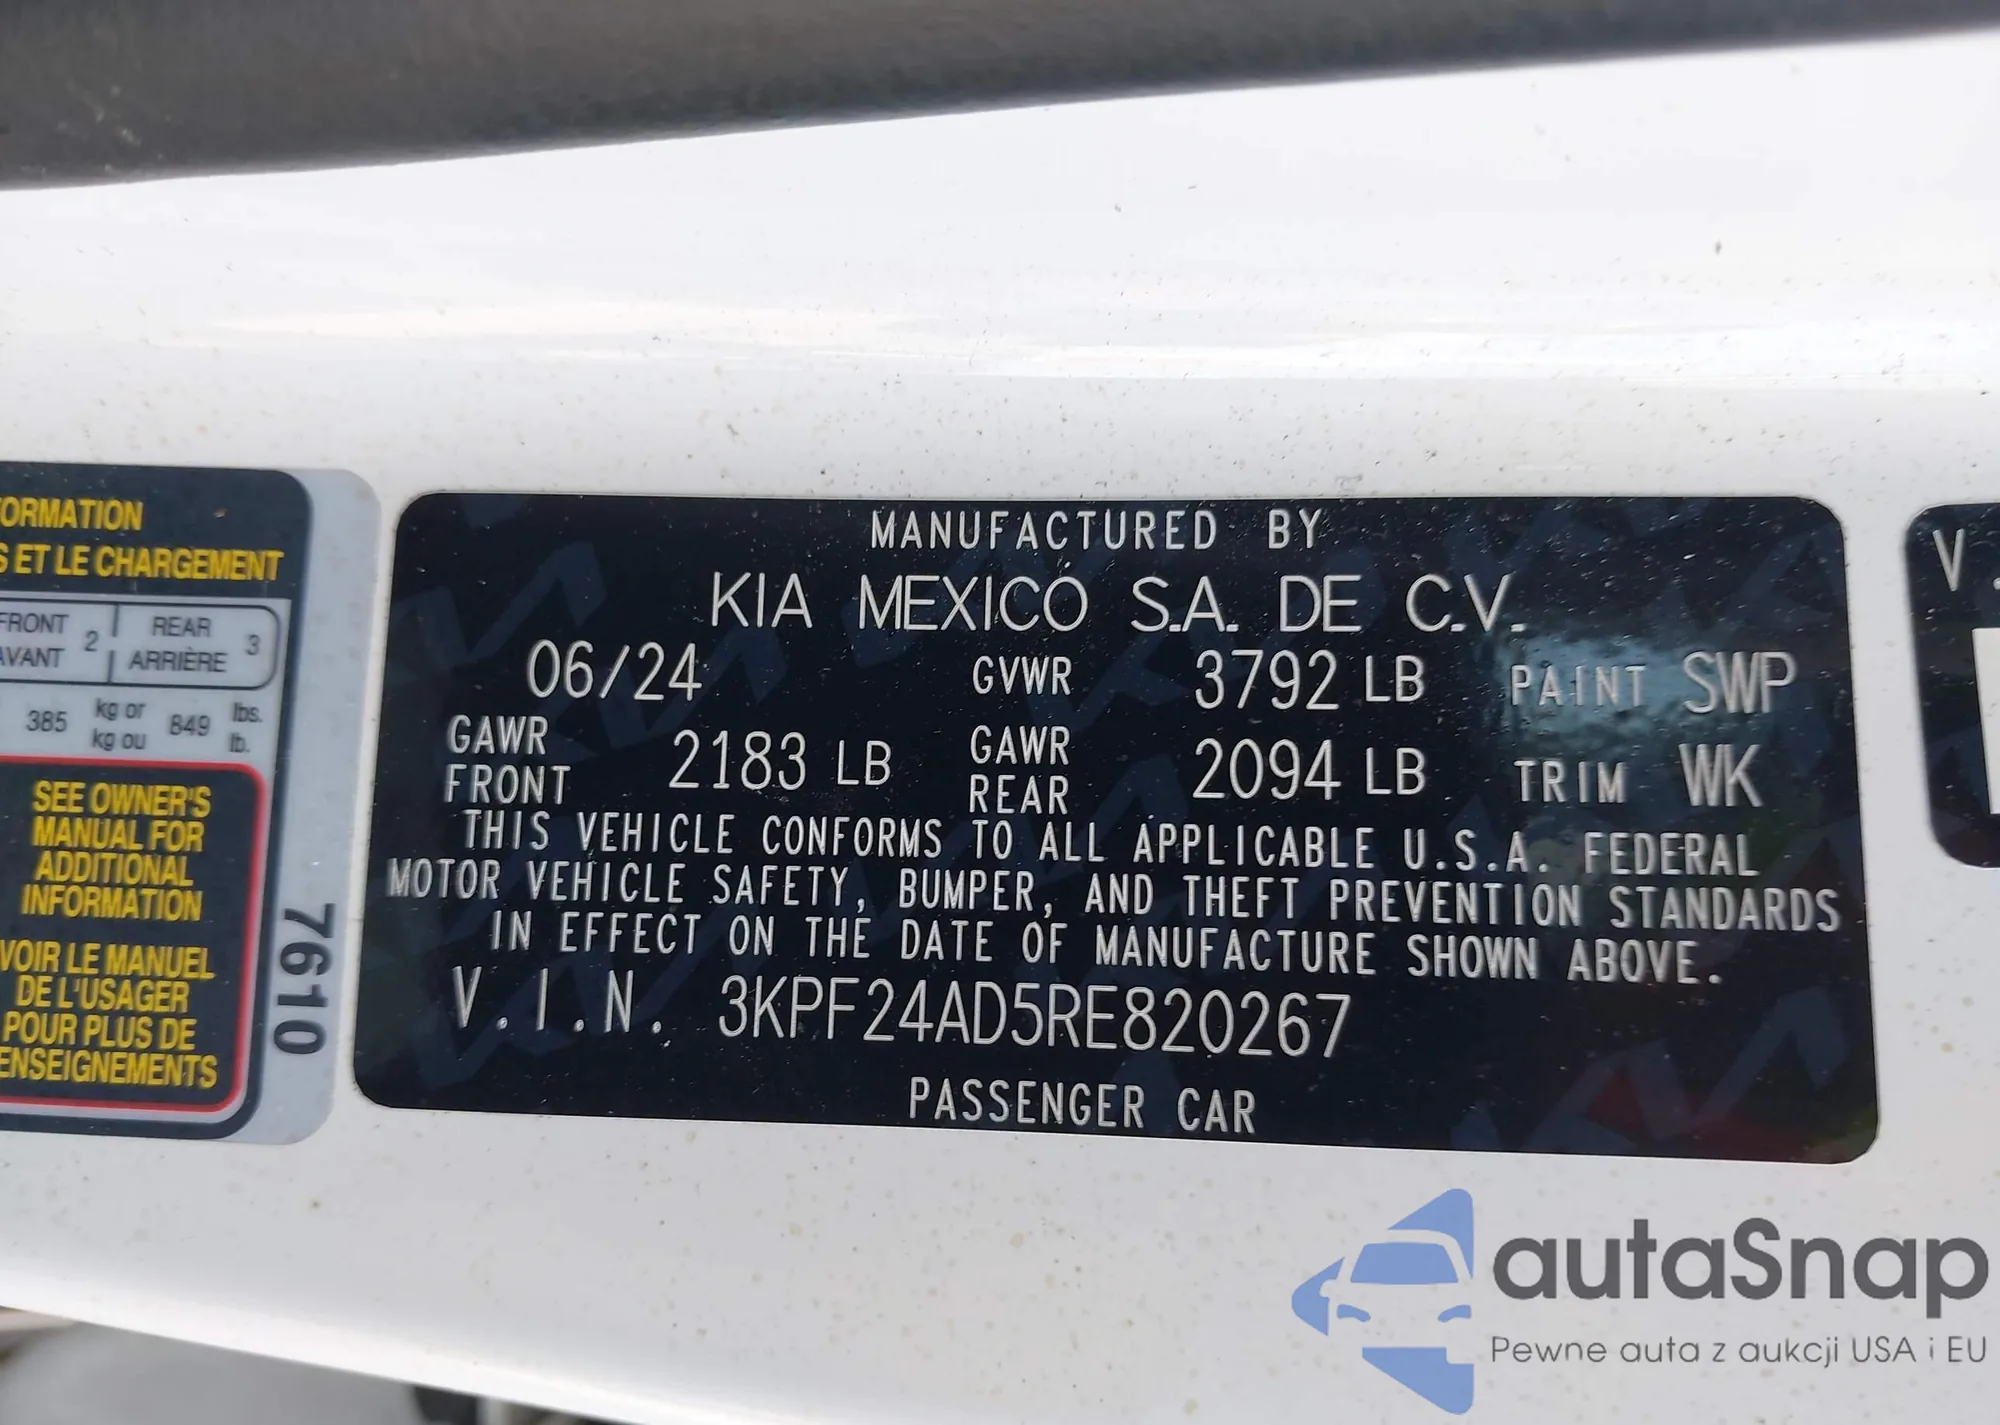 ORMATION
S ET LE CHARGEMENT
FRONT
AVANT
2
REAR
ARRIÈRE
3
385
kg or
kg ou
849
lbs.
lb.
SEE OWNER'S
MANUAL FOR
ADDITIONAL
INFORMATION
VOIR LE MANUEL
DE L'USAGER
POUR PLUS DE
ENSEIGNEMENTS
7610
MANUFACTURED BY
KIA MEXICO S.A. DE C.V.
06/24 GVWR 3792 LB PAINT SWP
GAWR FRONT 2183 LB GAWR REAR 2094 LB TRIM WK
THIS VEHICLE CONFORMS TO ALL APPLICABLE U.S.A. FEDERAL
MOTOR VEHICLE SAFETY, BUMPER, AND THEFT PREVENTION STANDARDS
IN EFFECT ON THE DATE OF MANUFACTURE SHOWN ABOVE.
V.I.N. 3KPF24AD5RE820267
PASSENGER CAR
V.
autaSnap
Pewne auta z aukcji USA i EU